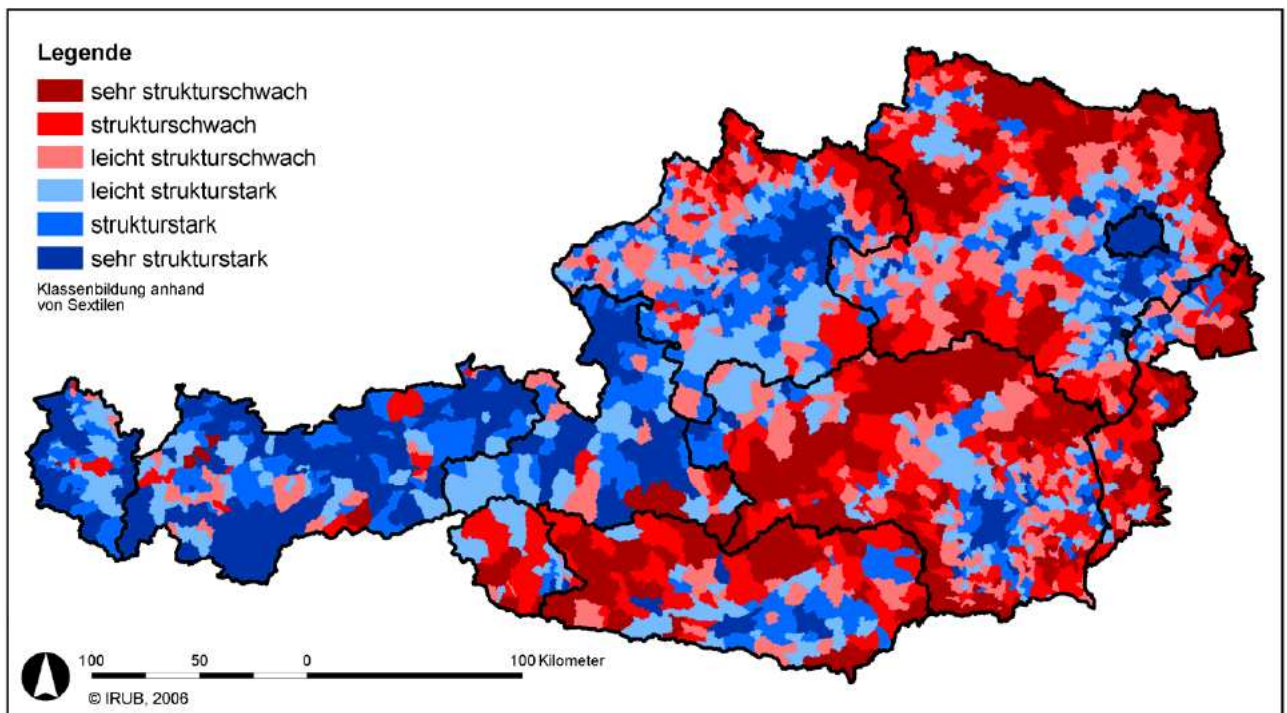 Legende
sehr strukturschwach
strukturschwach
leicht strukturschwach
leicht strukturstark
strukturstark
sehr strukturstark
Klassenbildung anhand
von Sextilen
100 50 0 100 Kilometer
© IRUB, 2006